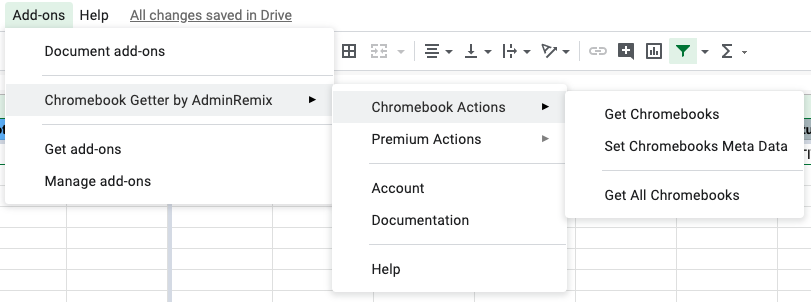 Add-ons Help All changes saved in Drive
Document add-ons
Chromebook Getter by AdminRemix
Get add-ons
Manage add-ons
Chromebook Actions
Premium Actions
Account
Documentation
Help
Get Chromebooks
Set Chromebooks Meta Data
Get All Chromebooks